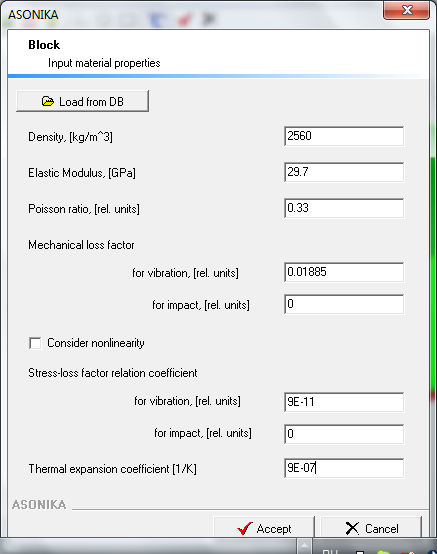 ASONIKA
Block
Input material properties
Load from DB
Density, [kg/m^3] 2560
Elastic Modulus, [GPa] 29.7
Poisson ratio, [rel. units] 0.33
Mechanical loss factor
for vibration, [rel. units] 0.01885
for impact, [rel. units] 0
Consider nonlinearity
Stress-loss factor relation coefficient
for vibration, [rel. units] 9E-11
for impact, [rel. units] 0
Thermal expansion coefficient [1/K] 9E-07
ASONIKA
Accept Cancel